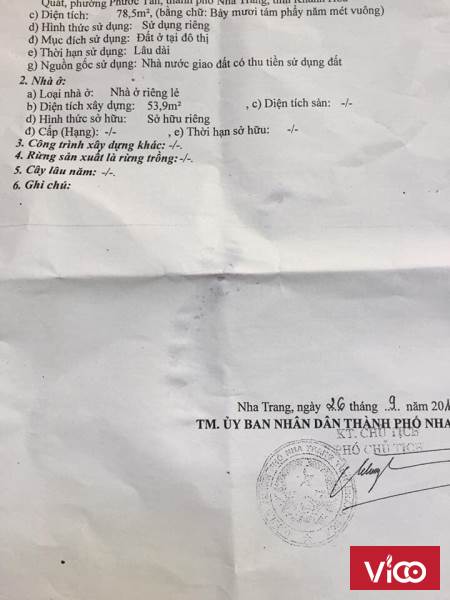 Quát, phường Phước Tân, thành phố Nha Trang, tỉnh Khánh Hòa
c) Diện tích: 78,5m², (bằng chữ: Bảy mươi tám phẩy năm mét vuông)
d) Hình thức sử dụng: Sử dụng riêng
đ) Mục đích sử dụng: Đất ở tại đô thị
e) Thời hạn sử dụng: Lâu dài
g) Nguồn gốc sử dụng: Nhà nước giao đất có thu tiền sử dụng đất
2. Nhà ở:
a) Loại nhà ở: Nhà ở riêng lẻ
b) Diện tích xây dựng: 53,9m² , c) Diện tích sàn: -/-
d) Hình thức sở hữu: Sở hữu riêng
đ) Cấp (Hạng): -/- , e) Thời hạn sở hữu: -/-
3. Công trình xây dựng khác: -/-.
4. Rừng sản xuất là rừng trồng:-/-.
5. Cây lâu năm: -/-.
6. Ghi chú:
Nha Trang, ngày 26 tháng 9 năm 201
TM. ỦY BAN NHÂN DÂN THÀNH PHỐ NHA
KT. CHỦ TỊCH
PHÓ CHỦ TỊCH
VICO